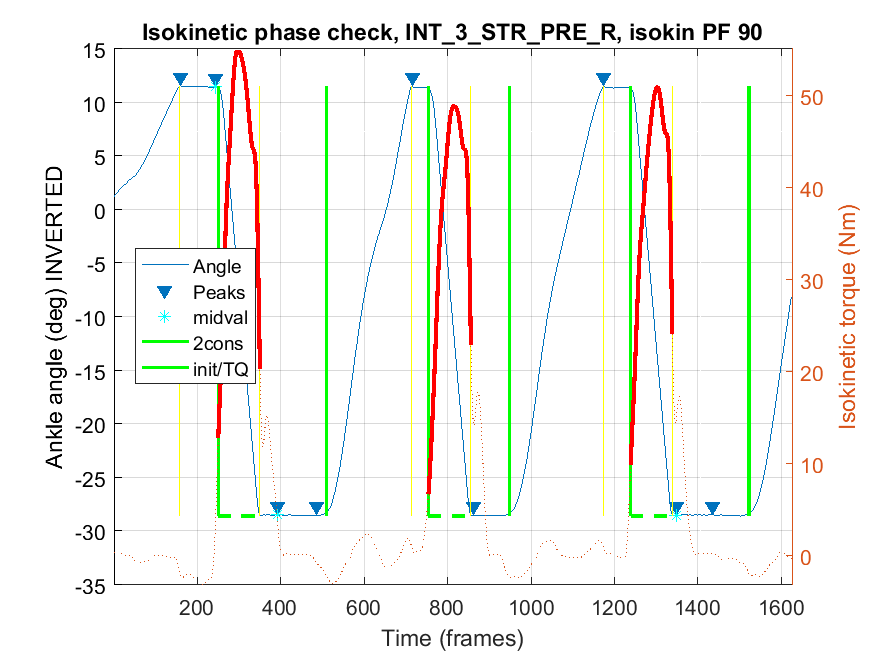 Isokinetic phase check, INT_3_STR_PRE_R, isokin PF 90
15
10
5
0
-5
-10
-15
-20
-25
-30
-35
Ankle angle (deg) INVERTED
Angle
Peaks
midval
2cons
init/TQ
50
40
30
20
10
0
Isokinetic torque (Nm)
200
400
600
800
1000
1200
1400
1600
Time (frames)